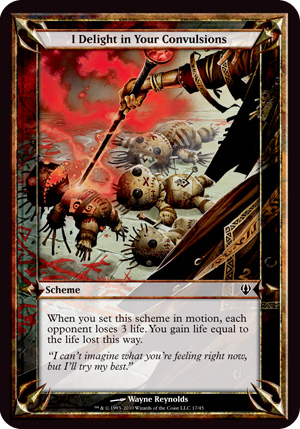 I Delight in Your Convulsions
Scheme
When you set this scheme in motion, each
opponent loses 3 life. You gain life equal to
the life lost this way.
"I can't imagine what you're feeling right now,
but I'll try my best."
Wayne Reynolds
™ & © 1993–2010 Wizards of the Coast LLC 17/45